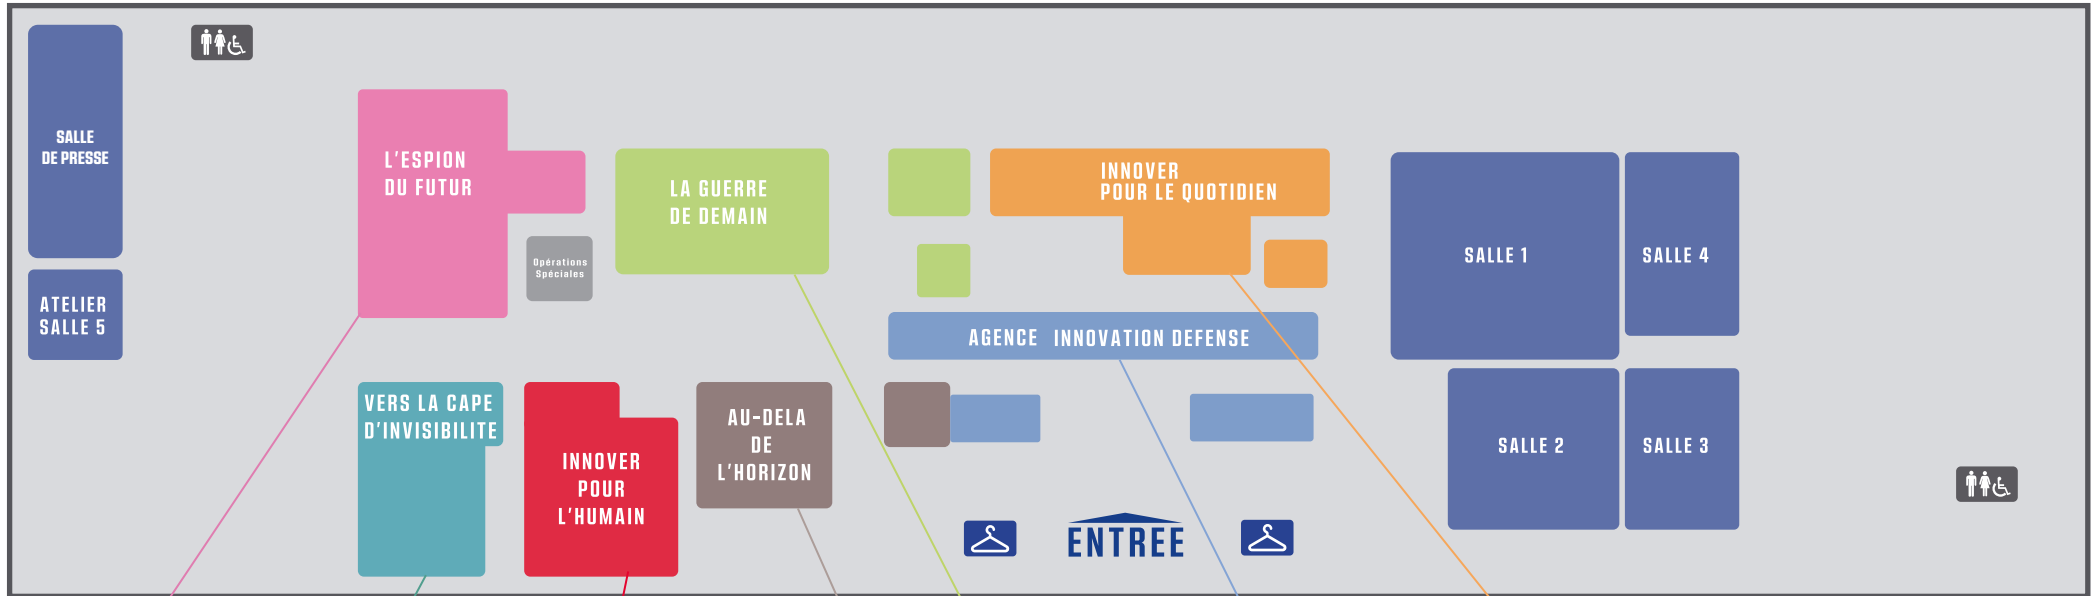 SALLE
DE PRESSE
ATELIER
SALLE 5
L'ESPION
DU FUTUR
Opérations
Spéciales
LA GUERRE
DE DEMAIN
INNOVER
POUR LE QUOTIDIEN
AGENCE INNOVATION DEFENSE
VERS LA CAPE
D'INVISIBILITE
INNOVER
POUR
L'HUMAIN
AU-DELA
DE
L'HORIZON
ENTREE
SALLE 1
SALLE 4
SALLE 2
SALLE 3